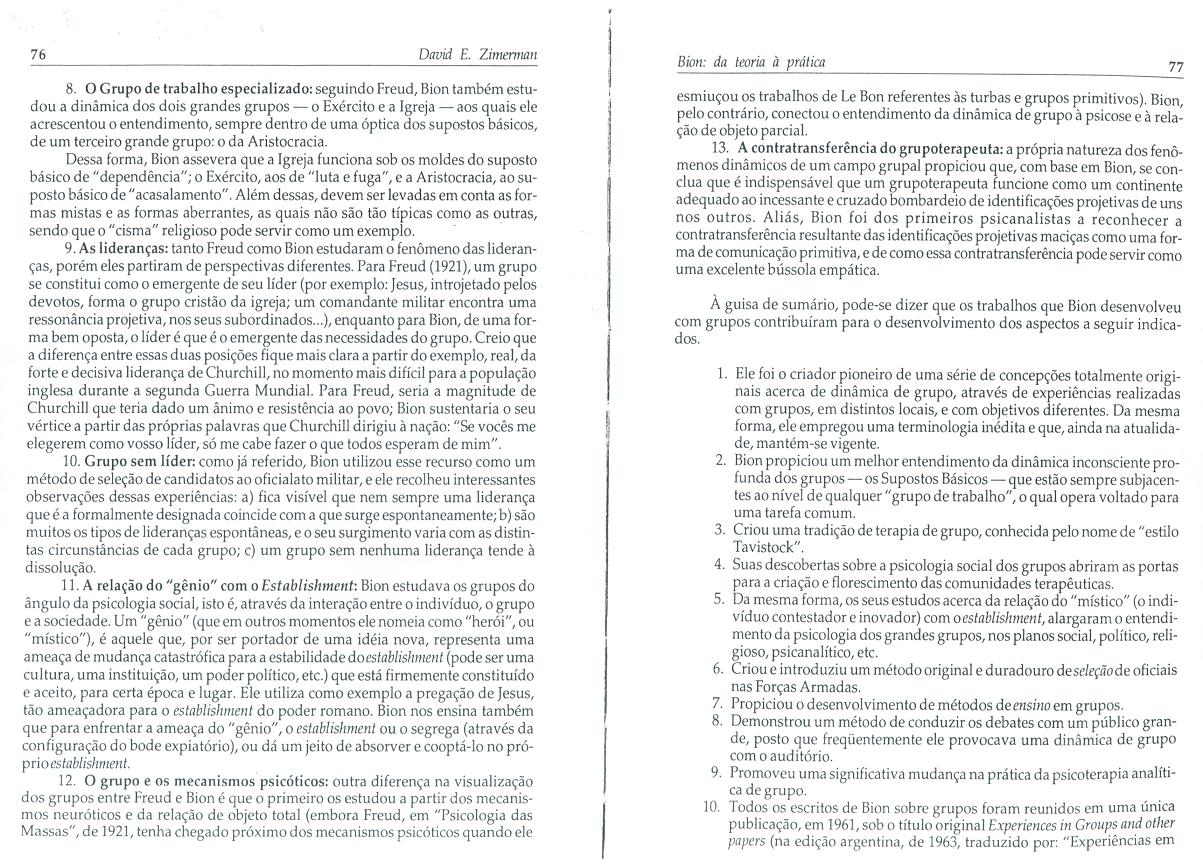 76 David E. Zimerman
8. O Grupo de trabalho especializado: seguindo Freud, Bion também estu-
dou a dinâmica dos dois grandes grupos — o Exército e a Igreja — aos quais ele
acrescentou o entendimento, sempre dentro de uma óptica dos supostos básicos,
de um terceiro grande grupo: o da Aristocracia.
Dessa forma, Bion assevera que a Igreja funciona sob os moldes do suposto
básico de "dependência"; o Exército, aos de "luta e fuga", e a Aristocracia, ao su-
posto básico de "acasalamento". Além dessas, devem ser levadas em conta as for-
mas mistas e as formas aberrantes, as quais não são tão típicas como as outras,
sendo que o "cisma" religioso pode servir como um exemplo.
9. As lideranças: tanto Freud como Bion estudaram o fenômeno das lideran-
ças, porém eles partiram de perspectivas diferentes. Para Freud (1921), um grupo
se constitui como o emergente de seu líder (por exemplo: Jesus, introjetado pelos
devotos, forma o grupo cristão da igreja; um comandante militar encontra uma
ressonância projetiva, nos seus subordinados...), enquanto para Bion, de uma for-
ma bem oposta, o líder é que é o emergente das necessidades do grupo. Creio que
a diferença entre essas duas posições fique mais clara a partir do exemplo, real, da
forte e decisiva liderança de Churchill, no momento mais difícil para a população
inglesa durante a segunda Guerra Mundial. Para Freud, seria a magnitude de
Churchill que teria dado um ânimo e resistência ao povo; Bion sustentaria o seu
vértice a partir das próprias palavras que Churchill dirigiu à nação: "Se vocês me
elegerem como vosso líder, só me cabe fazer o que todos esperam de mim".
10. Grupo sem líder: como já referido, Bion utilizou esse recurso como um
método de seleção de candidatos ao oficialato militar, e ele recolheu interessantes
observações dessas experiências: a) fica visível que nem sempre uma liderança
que é a formalmente designada coincide com a que surge espontaneamente; b) são
muitos os tipos de lideranças espontâneas, e o seu surgimento varia com as distin-
tas circunstâncias de cada grupo; c) um grupo sem nenhuma liderança tende à
dissolução.
11. A relação do "gênio" com o Establishment: Bion estudava os grupos do
ângulo da psicologia social, isto é, através da interação entre o indivíduo, o grupo
e a sociedade. Um "gênio" (que em outros momentos ele nomeia como "herói", ou
"místico"), é aquele que, por ser portador de uma idéia nova, representa uma
ameaça de mudança catastrófica para a estabilidade do establishment (pode ser uma
cultura, uma instituição, um poder político, etc.) que está firmemente constituído
e aceito, para certa época e lugar. Ele utiliza como exemplo a pregação de Jesus,
tão ameaçadora para o establishment do poder romano. Bion nos ensina também
que para enfrentar a ameaça do "gênio", o establishment ou o segrega (através da
configuração do bode expiatório), ou dá um jeito de absorver e cooptá-lo no pró-
prio establishment.
12. O grupo e os mecanismos psicóticos: outra diferença na visualização
dos grupos entre Freud e Bion é que o primeiro os estudou a partir dos mecanis-
mos neuróticos e da relação de objeto total (embora Freud, em "Psicologia das
Massas", de 1921, tenha chegado próximo dos mecanismos psicóticos quando ele
Bion: da teoria à prática 77
esmiuçou os trabalhos de Le Bon referentes às turbas e grupos primitivos). Bion,
pelo contrário, conectou o entendimento da dinâmica de grupo à psicose e à rela-
ção de objeto parcial.
13. A contratransferência do grupoterapeuta: a própria natureza dos fenô-
menos dinâmicos de um campo grupal propiciou que, com base em Bion, se con-
clua que é indispensável que um grupoterapeuta funcione como um continente
adequado ao incessante e cruzado bombardeio de identificações projetivas de uns
nos outros. Aliás, Bion foi dos primeiros psicanalistas a reconhecer a
contratransferência resultante das identificações projetivas maciças como uma for-
ma de comunicação primitiva, e de como essa contratransferência pode servir como
uma excelente bússola empática.
À guisa de sumário, pode-se dizer que os trabalhos que Bion desenvolveu
com grupos contribuíram para o desenvolvimento dos aspectos a seguir indica-
dos.
1. Ele foi o criador pioneiro de uma série de concepções totalmente origi-
nais acerca de dinâmica de grupo, através de experiências realizadas
com grupos, em distintos locais, e com objetivos diferentes. Da mesma
forma, ele empregou uma terminologia inédita e que, ainda na atualida-
de, mantém-se vigente.
2. Bion propiciou um melhor entendimento da dinâmica inconsciente pro-
funda dos grupos — os Supostos Básicos — que estão sempre subjacen-
tes ao nível de qualquer "grupo de trabalho", o qual opera voltado para
uma tarefa comum.
3. Criou uma tradição de terapia de grupo, conhecida pelo nome de "estilo
Tavistock".
4. Suas descobertas sobre a psicologia social dos grupos abriram as portas
para a criação e florescimento das comunidades terapêuticas.
5. Da mesma forma, os seus estudos acerca da relação do "místico" (o indi-
víduo contestador e inovador) com o establishment, alargaram o entendi-
mento da psicologia dos grandes grupos, nos planos social, político, reli-
gioso, psicanalítico, etc.
6. Criou e introduziu um método original e duradouro de seleção de oficiais
nas Forças Armadas.
7. Propiciou o desenvolvimento de métodos de ensino em grupos.
8. Demonstrou um método de conduzir os debates com um público gran-
de, posto que freqüentemente ele provocava uma dinâmica de grupo
com o auditório.
9. Promoveu uma significativa mudança na prática da psicoterapia analíti-
ca de grupo.
10. Todos os escritos de Bion sobre grupos foram reunidos em uma única
publicação, em 1961, sob o título original Experiences in Groups and other
papers (na edição argentina, de 1963, traduzido por: "Experiências em